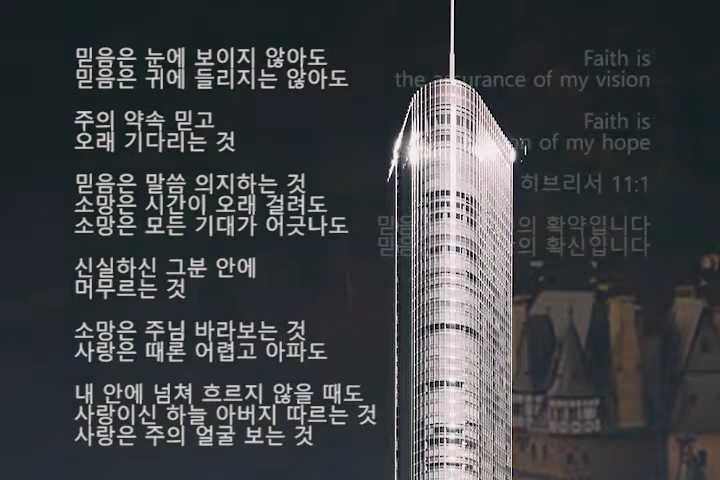 믿음은 눈에 보이지 않아도
믿음은 귀에 들리지는 않아도
주의 약속 믿고
오래 기다리는 것
믿음은 말씀 의지하는 것
소망은 시간이 오래 걸려도
소망은 모든 기대가 어긋나도
신실하신 그분 안에
머무르는 것
소망은 주님 바라보는 것
사랑은 때론 어렵고 아파도
내 안에 넘쳐 흐르지 않을 때도
사랑이신 하늘 아버지 따르는 것
사랑은 주의 얼굴 보는 것
Faith is
the of my vision
Faith is
of my hope
히브리서 11:1
확약입니다
확신입니다